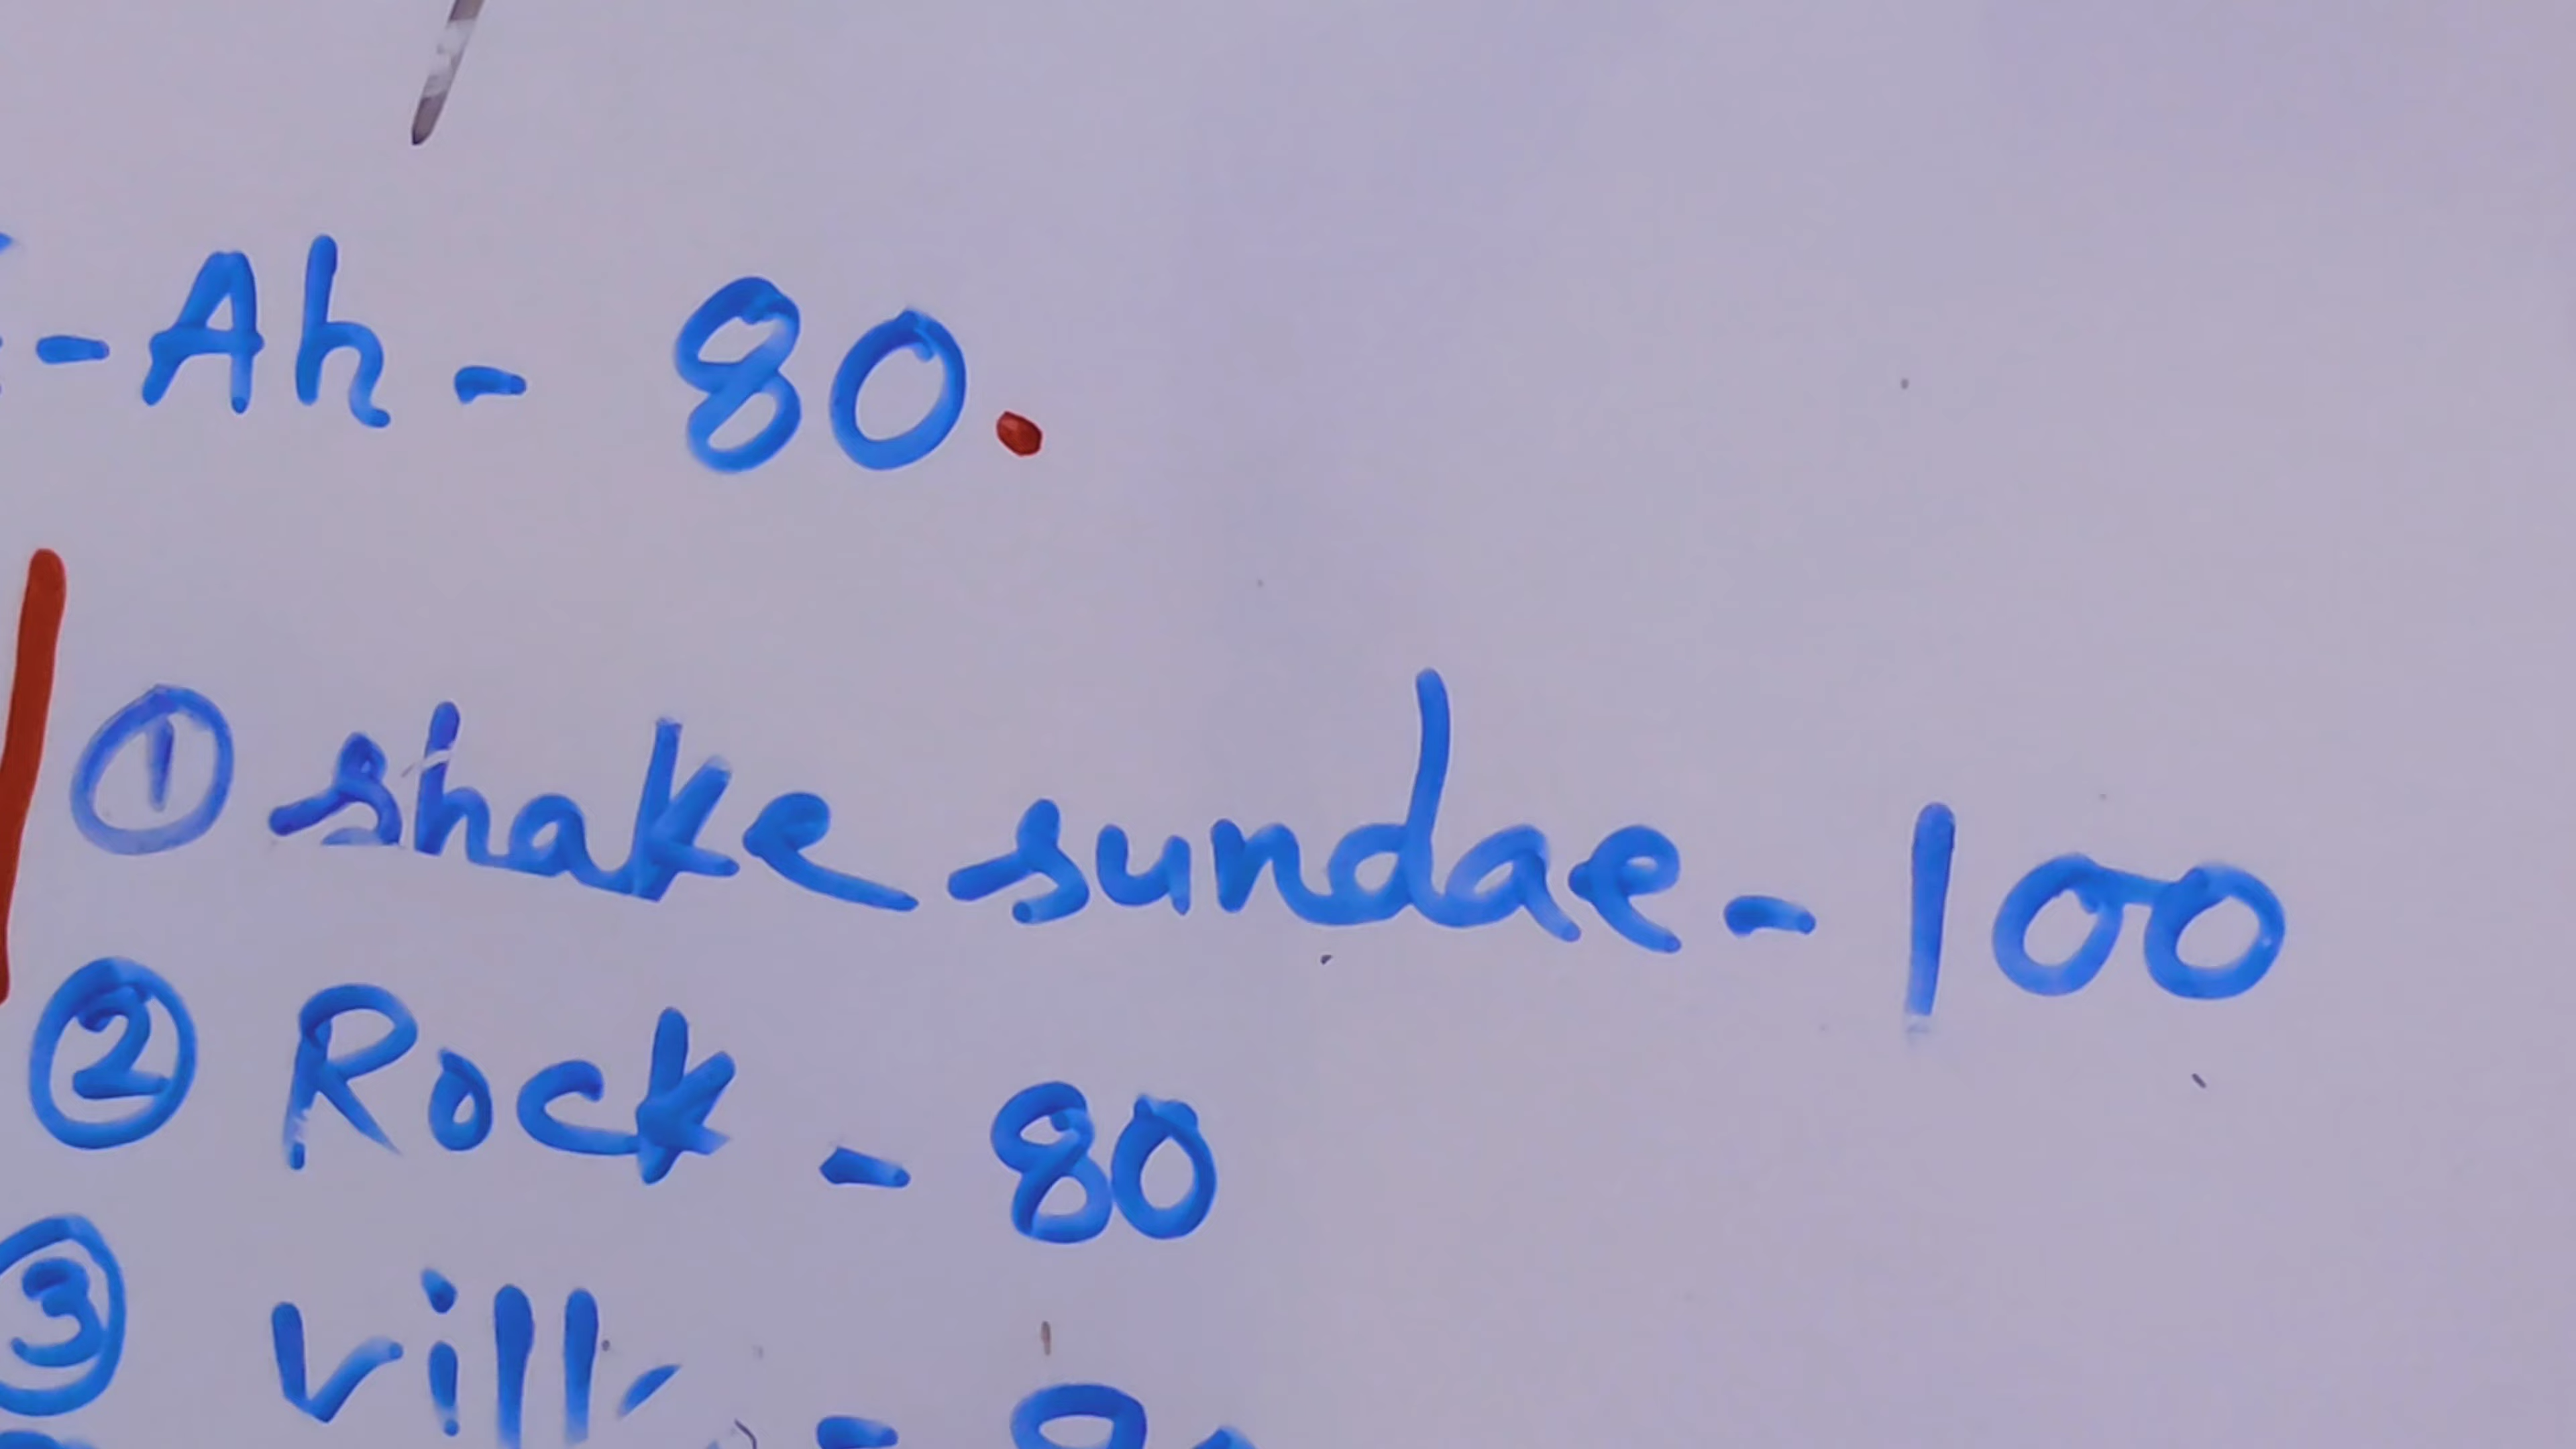 -Ah - 80.
① shake sundae - 100
② Rock - 80
③